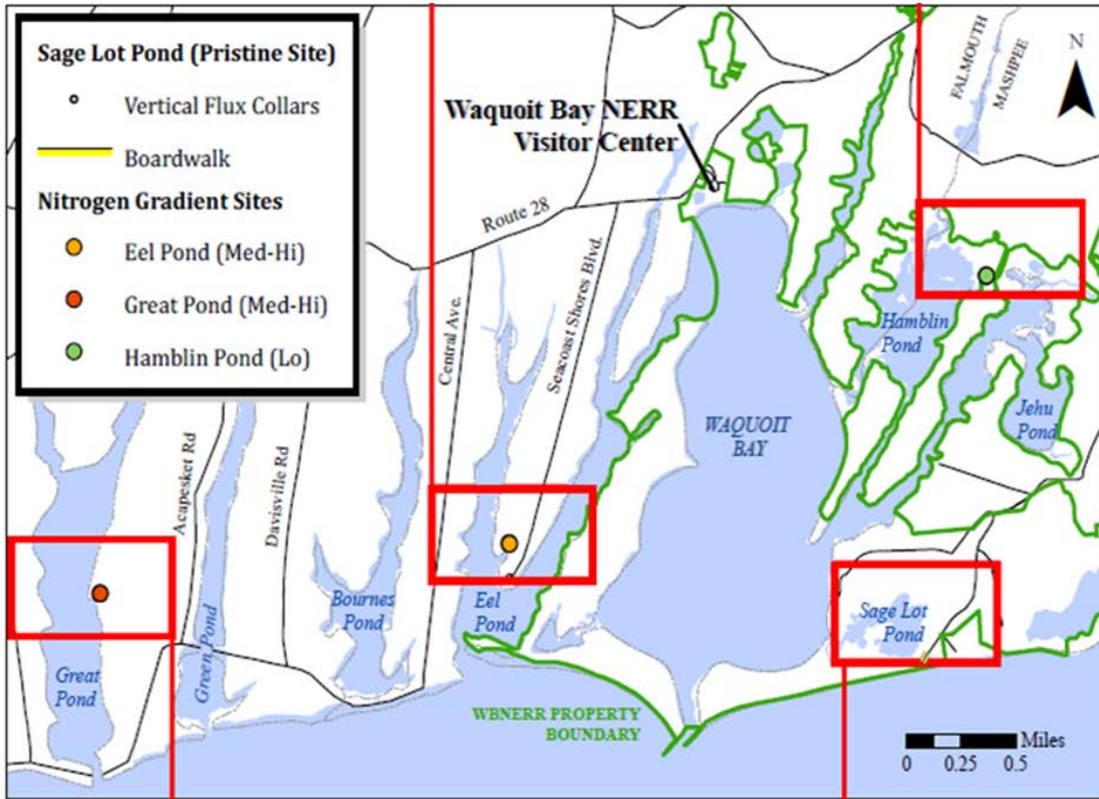 Sage Lot Pond (Pristine Site)
Vertical Flux Collars
Boardwalk
Nitrogen Gradient Sites
Eel Pond (Med-Hi)
Great Pond (Med-Hi)
Hamblin Pond (Lo)
Waquoit Bay NERR
Visitor Center
FALMOUTH
MASHPEE
N
Route 28
Central Ave.
Seacoast Shores Blvd.
Hamblin
Pond
Jehu
Pond
WAQUOIT
BAY
Acapesket Rd
Davisville Rd
Bournes
Pond
Eel
Pond
Sage Lot
Pond
Great
Pond
Green Pond
WBNERR PROPERTY
BOUNDARY
Miles
0 0.25 0.5